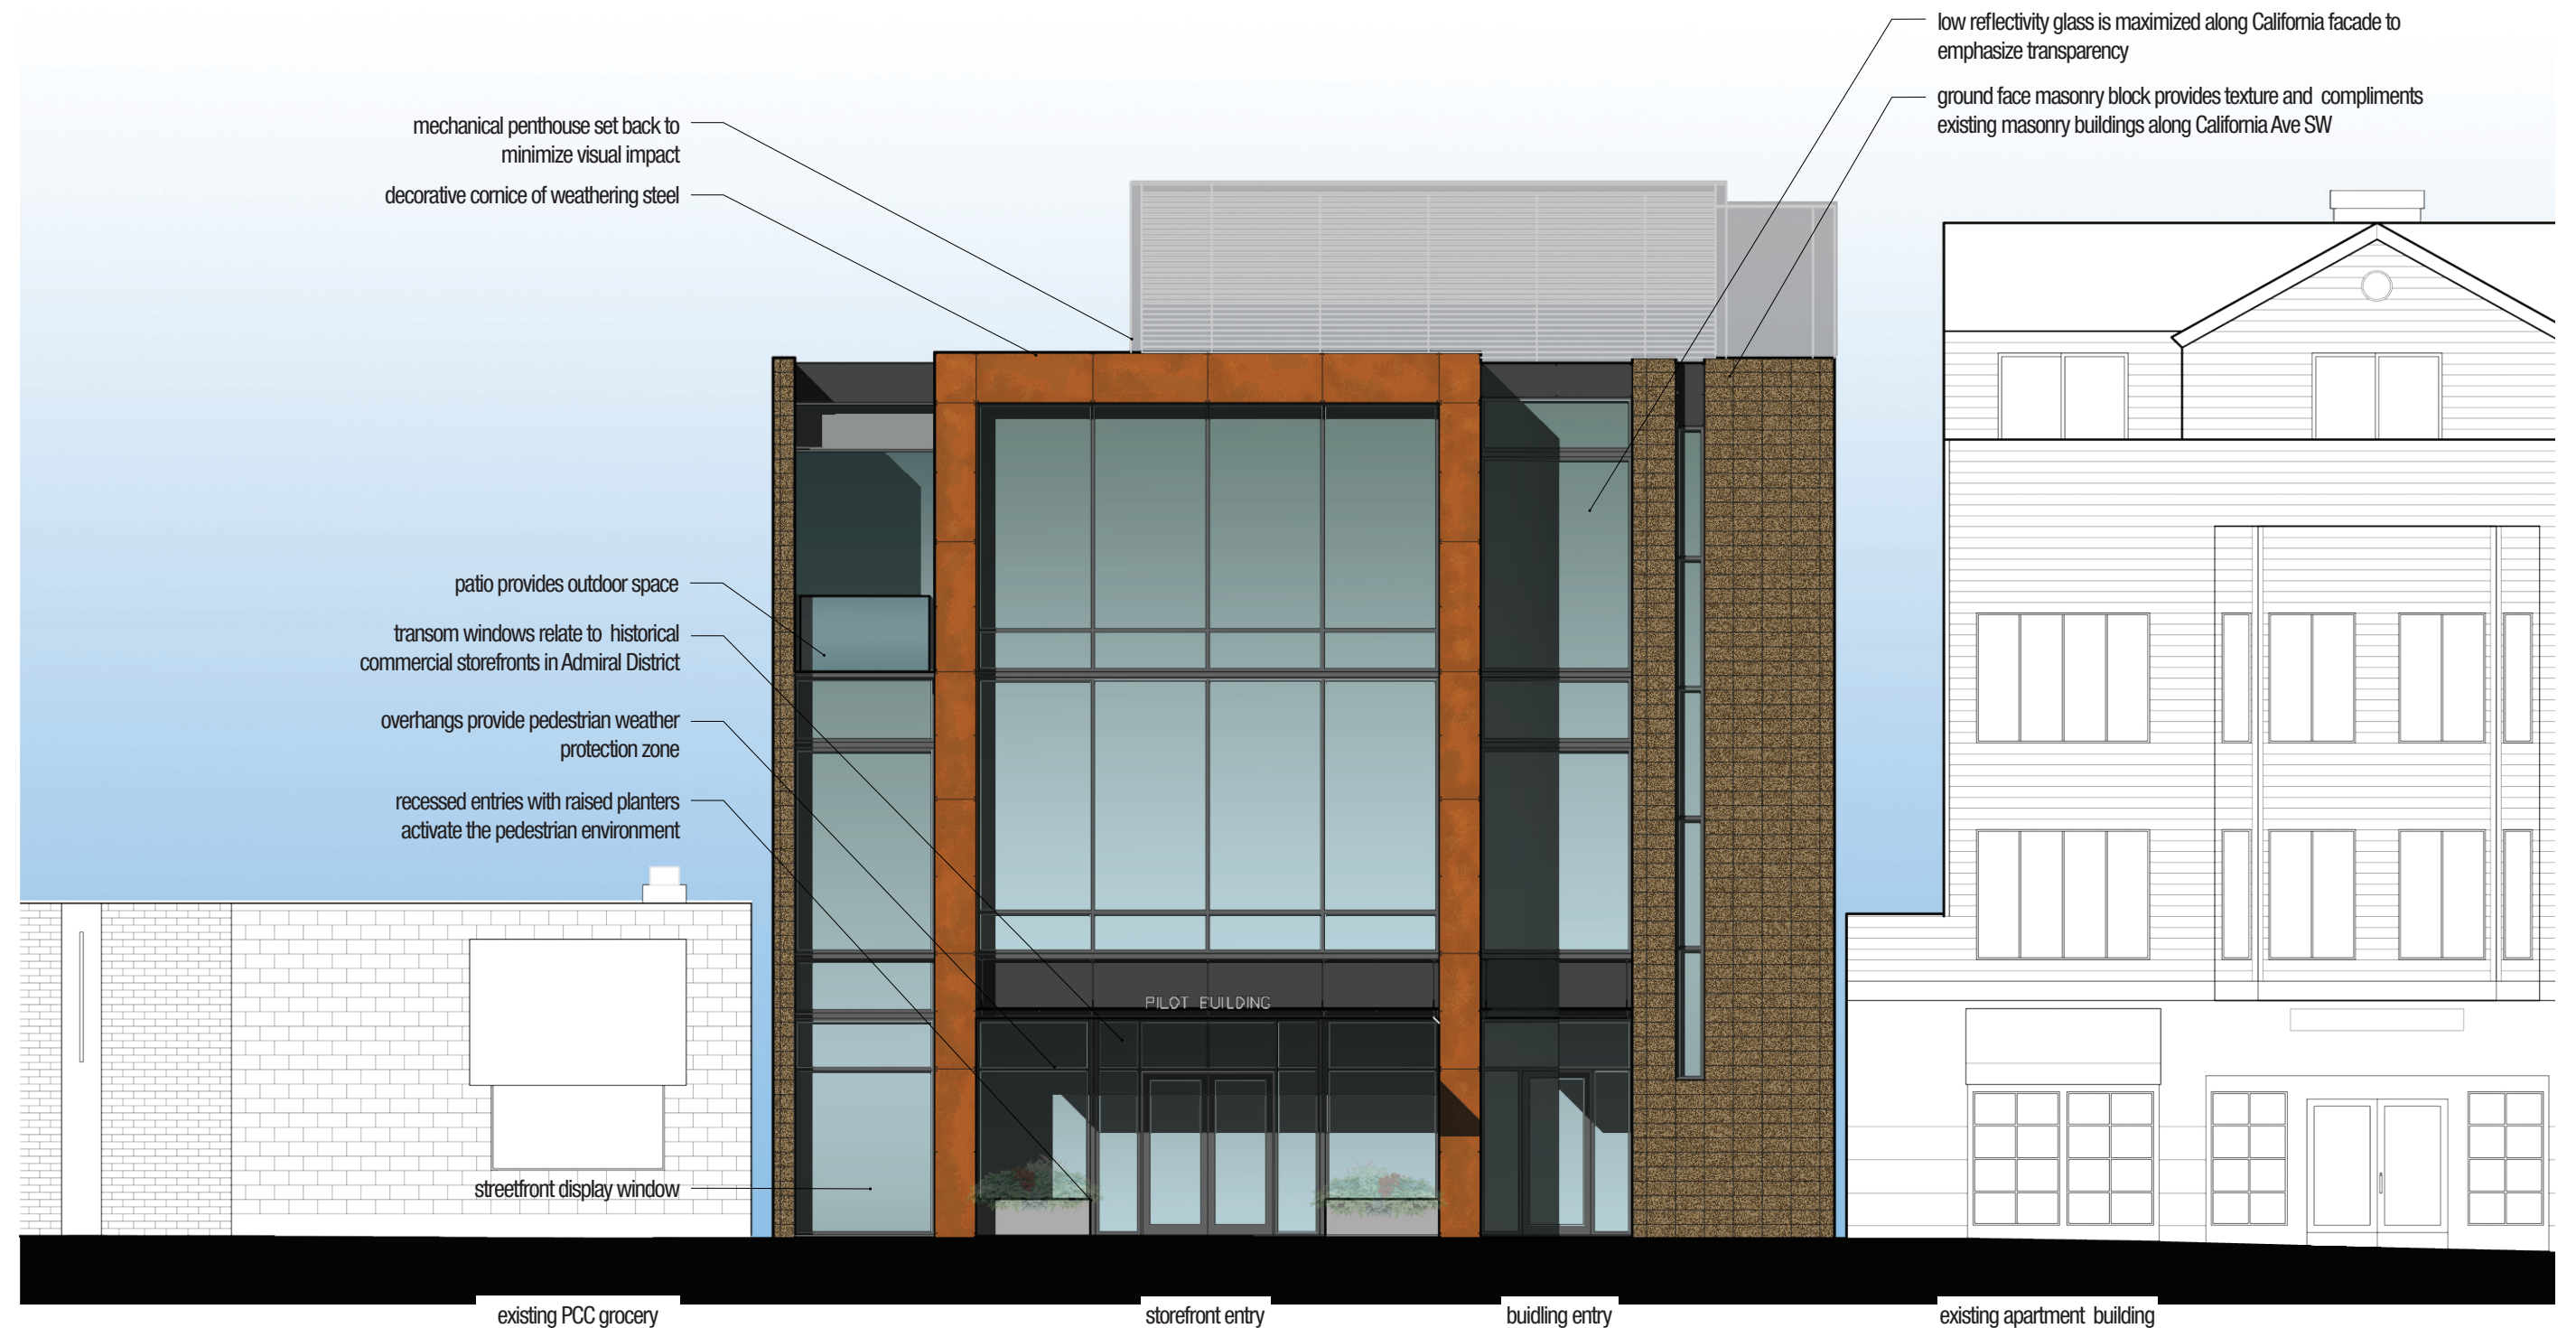 low reflectivity glass is maximized along California facade to
emphasize transparency
ground face masonry block provides texture and compliments
existing masonry buildings along California Ave SW
mechanical penthouse set back to
minimize visual impact
decorative cornice of weathering steel
patio provides outdoor space
transom windows relate to historical
commercial storefronts in Admiral District
overhangs provide pedestrian weather
protection zone
recessed entries with raised planters
activate the pedestrian environment
PILOT BUILDING
streetfront display window
existing PCC grocery
storefront entry
buidling entry
existing apartment building